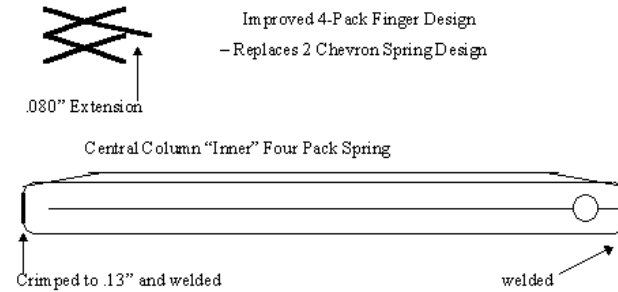 Improved 4-Pack Finger Design
– Replaces 2 Chevron Spring Design
.080” Extension
Central Column “Inner” Four Pack Spring
Crimped to .13” and welded
welded